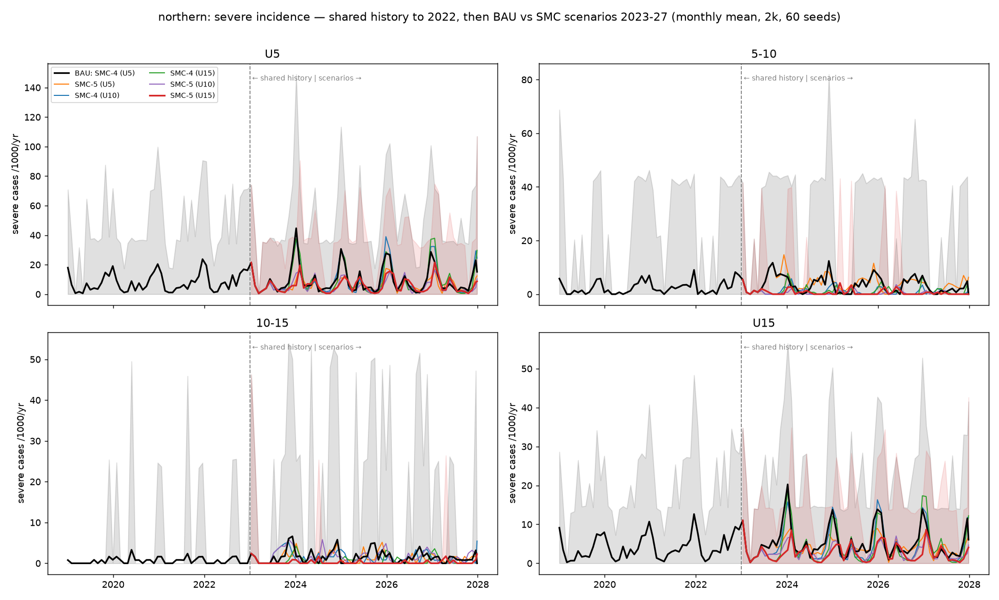 northern: severe incidence — shared history to 2022, then BAU vs SMC scenarios 2023-27 (monthly mean, 2k, 60 seeds)
U5
severe cases /1000/yr
140
120
100
80
60
40
20
0
BAU: SMC-4 (U5)
SMC-5 (U5)
SMC-4 (U10)
SMC-4 (U15)
SMC-5 (U10)
SMC-5 (U15)
← shared history | scenarios →
5-10
severe cases /1000/yr
80
60
40
20
0
← shared history | scenarios →
10-15
severe cases /1000/yr
50
40
30
20
10
0
← shared history | scenarios →
2020 2022 2024 2026 2028
U15
severe cases /1000/yr
50
40
30
20
10
0
← shared history | scenarios →
2020 2022 2024 2026 2028